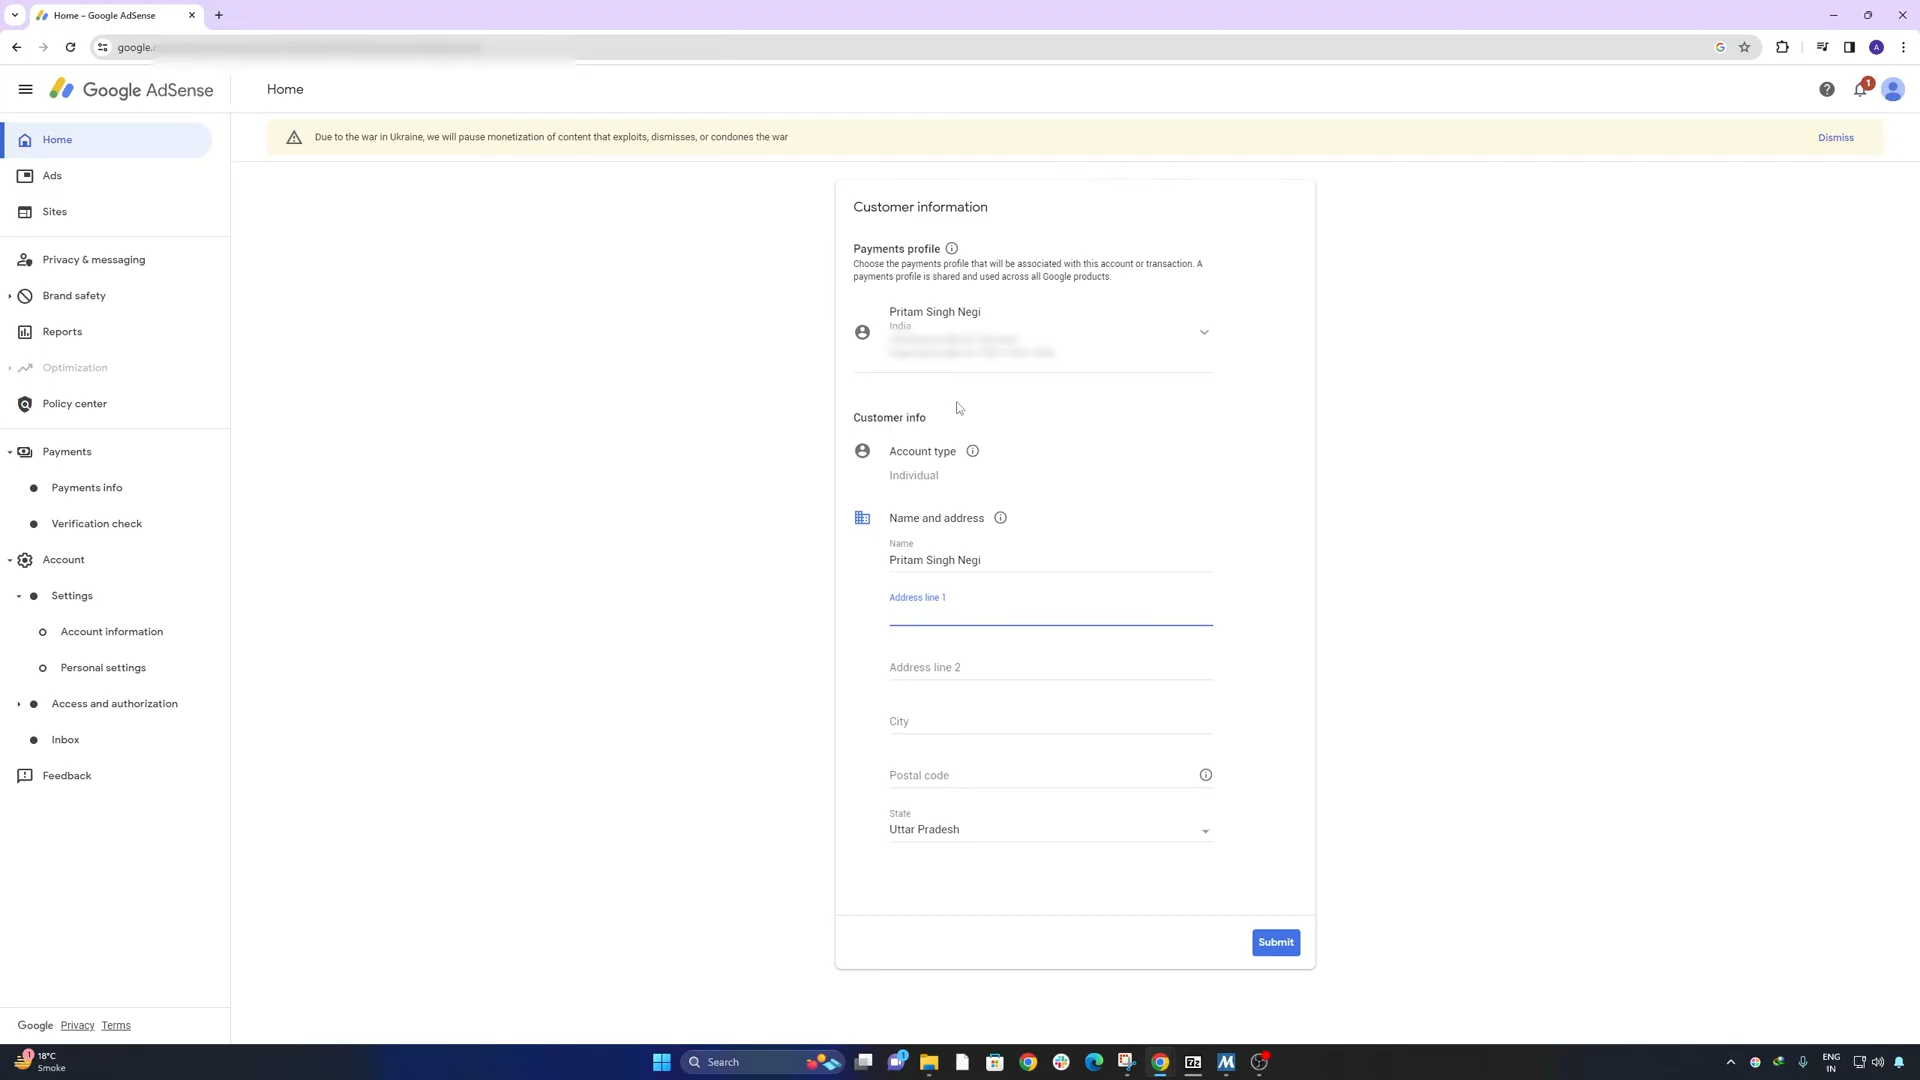 Home – Google AdSense
google.
Google AdSense
Home
1
A
Home
Ads
Sites
Privacy & messaging
Brand safety
Reports
Optimization
Policy center
Payments
Payments info
Verification check
Account
Settings
Account information
Personal settings
Access and authorization
Inbox
Feedback
Google Privacy Terms
Due to the war in Ukraine, we will pause monetization of content that exploits, dismisses, or condones the war
Dismiss
Customer information
Payments profile
Choose the payments profile that will be associated with this account or transaction. A
payments profile is shared and used across all Google products.
Pritam Singh Negi
India
Customer info
Account type
Individual
Name and address
Name
Pritam Singh Negi
Address line 1
Address line 2
City
Postal code
State
Uttar Pradesh
Submit
1
18°C
Smoke
Search
1
7z
M
ENG
IN